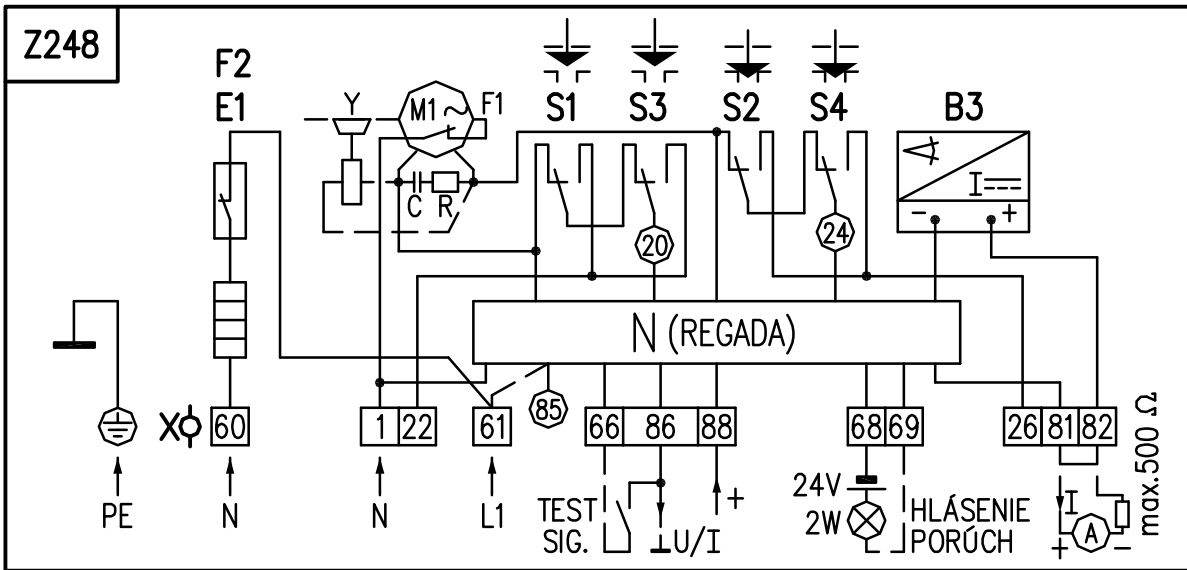 Z248
F2
E1
Y
M1
F1
S1
S3
S2
S4
B3
I
C
R
20
24
- +
N (REGADA)
85
X
60
1
22
61
66
86
88
68
69
26
81
82
max.500 Ω
PE
N
N
L1
TEST
SIG.
U/I
+
24V
2W
HLÁSENIE
PORÚCH
I
A
+ -